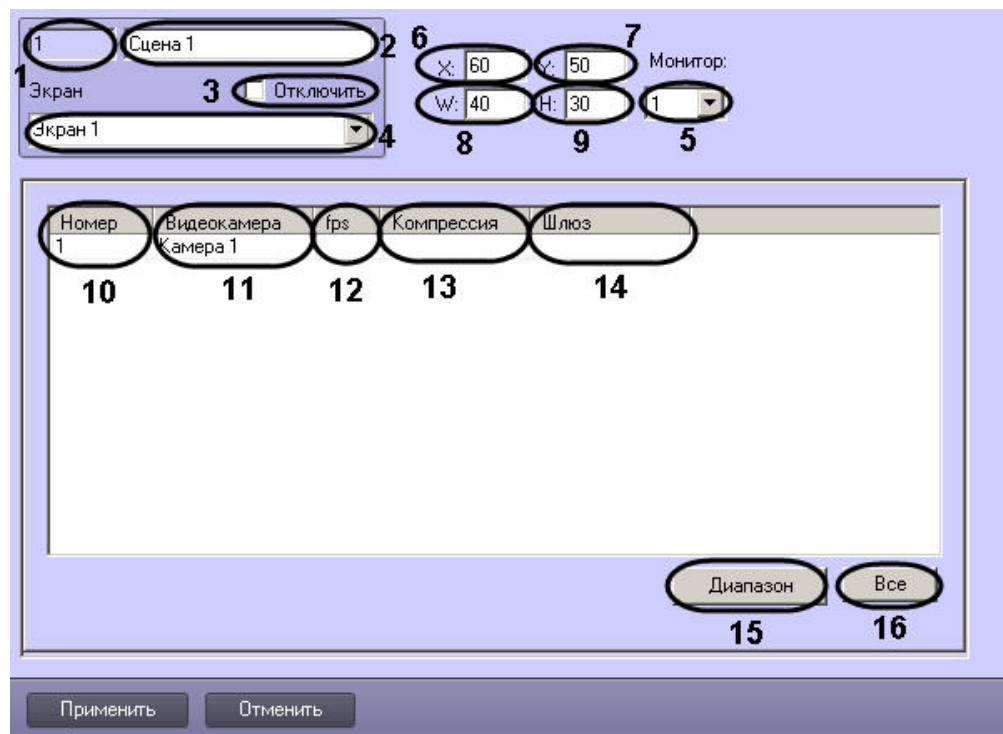 1 Сцена 1 2 6 7
1 X: 60 Y: 50 Монитор:
Экран 3 Отключить W: 40 H: 30 1
Экран 1 4 8 9 5
Номер Видеокамера fps Компрессия Шлюз
1 Камера 1
10 11 12 13 14
Диапазон Все
15 16
Применить Отменить